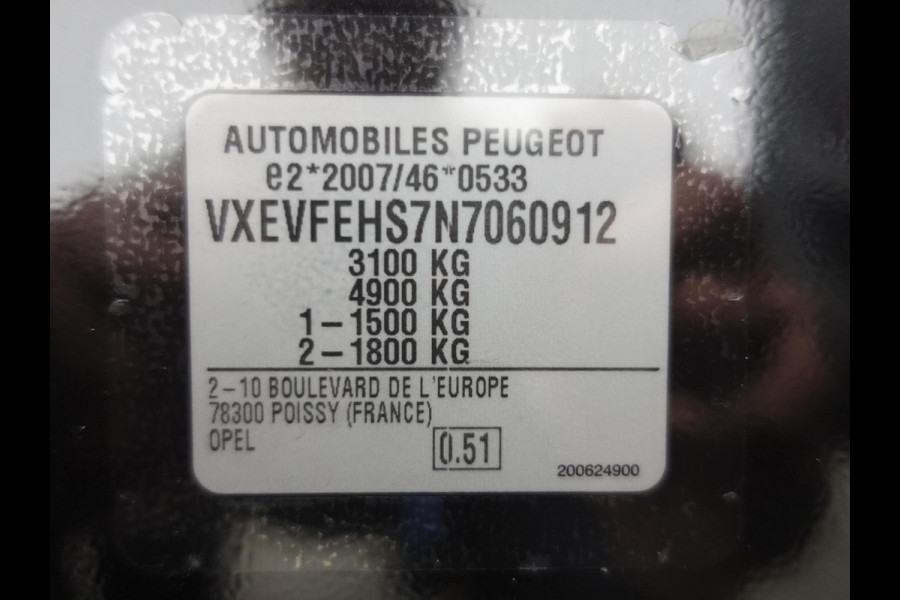 AUTOMOBILES PEUGEOT
e2*2007/46*0533
VXEVFEHS7N7060912
3100 KG
4900 KG
1-1500 KG
2-1800 KG
2-10 BOULEVARD DE L'EUROPE
78300 POISSY (FRANCE)
OPEL
0.51
200624900